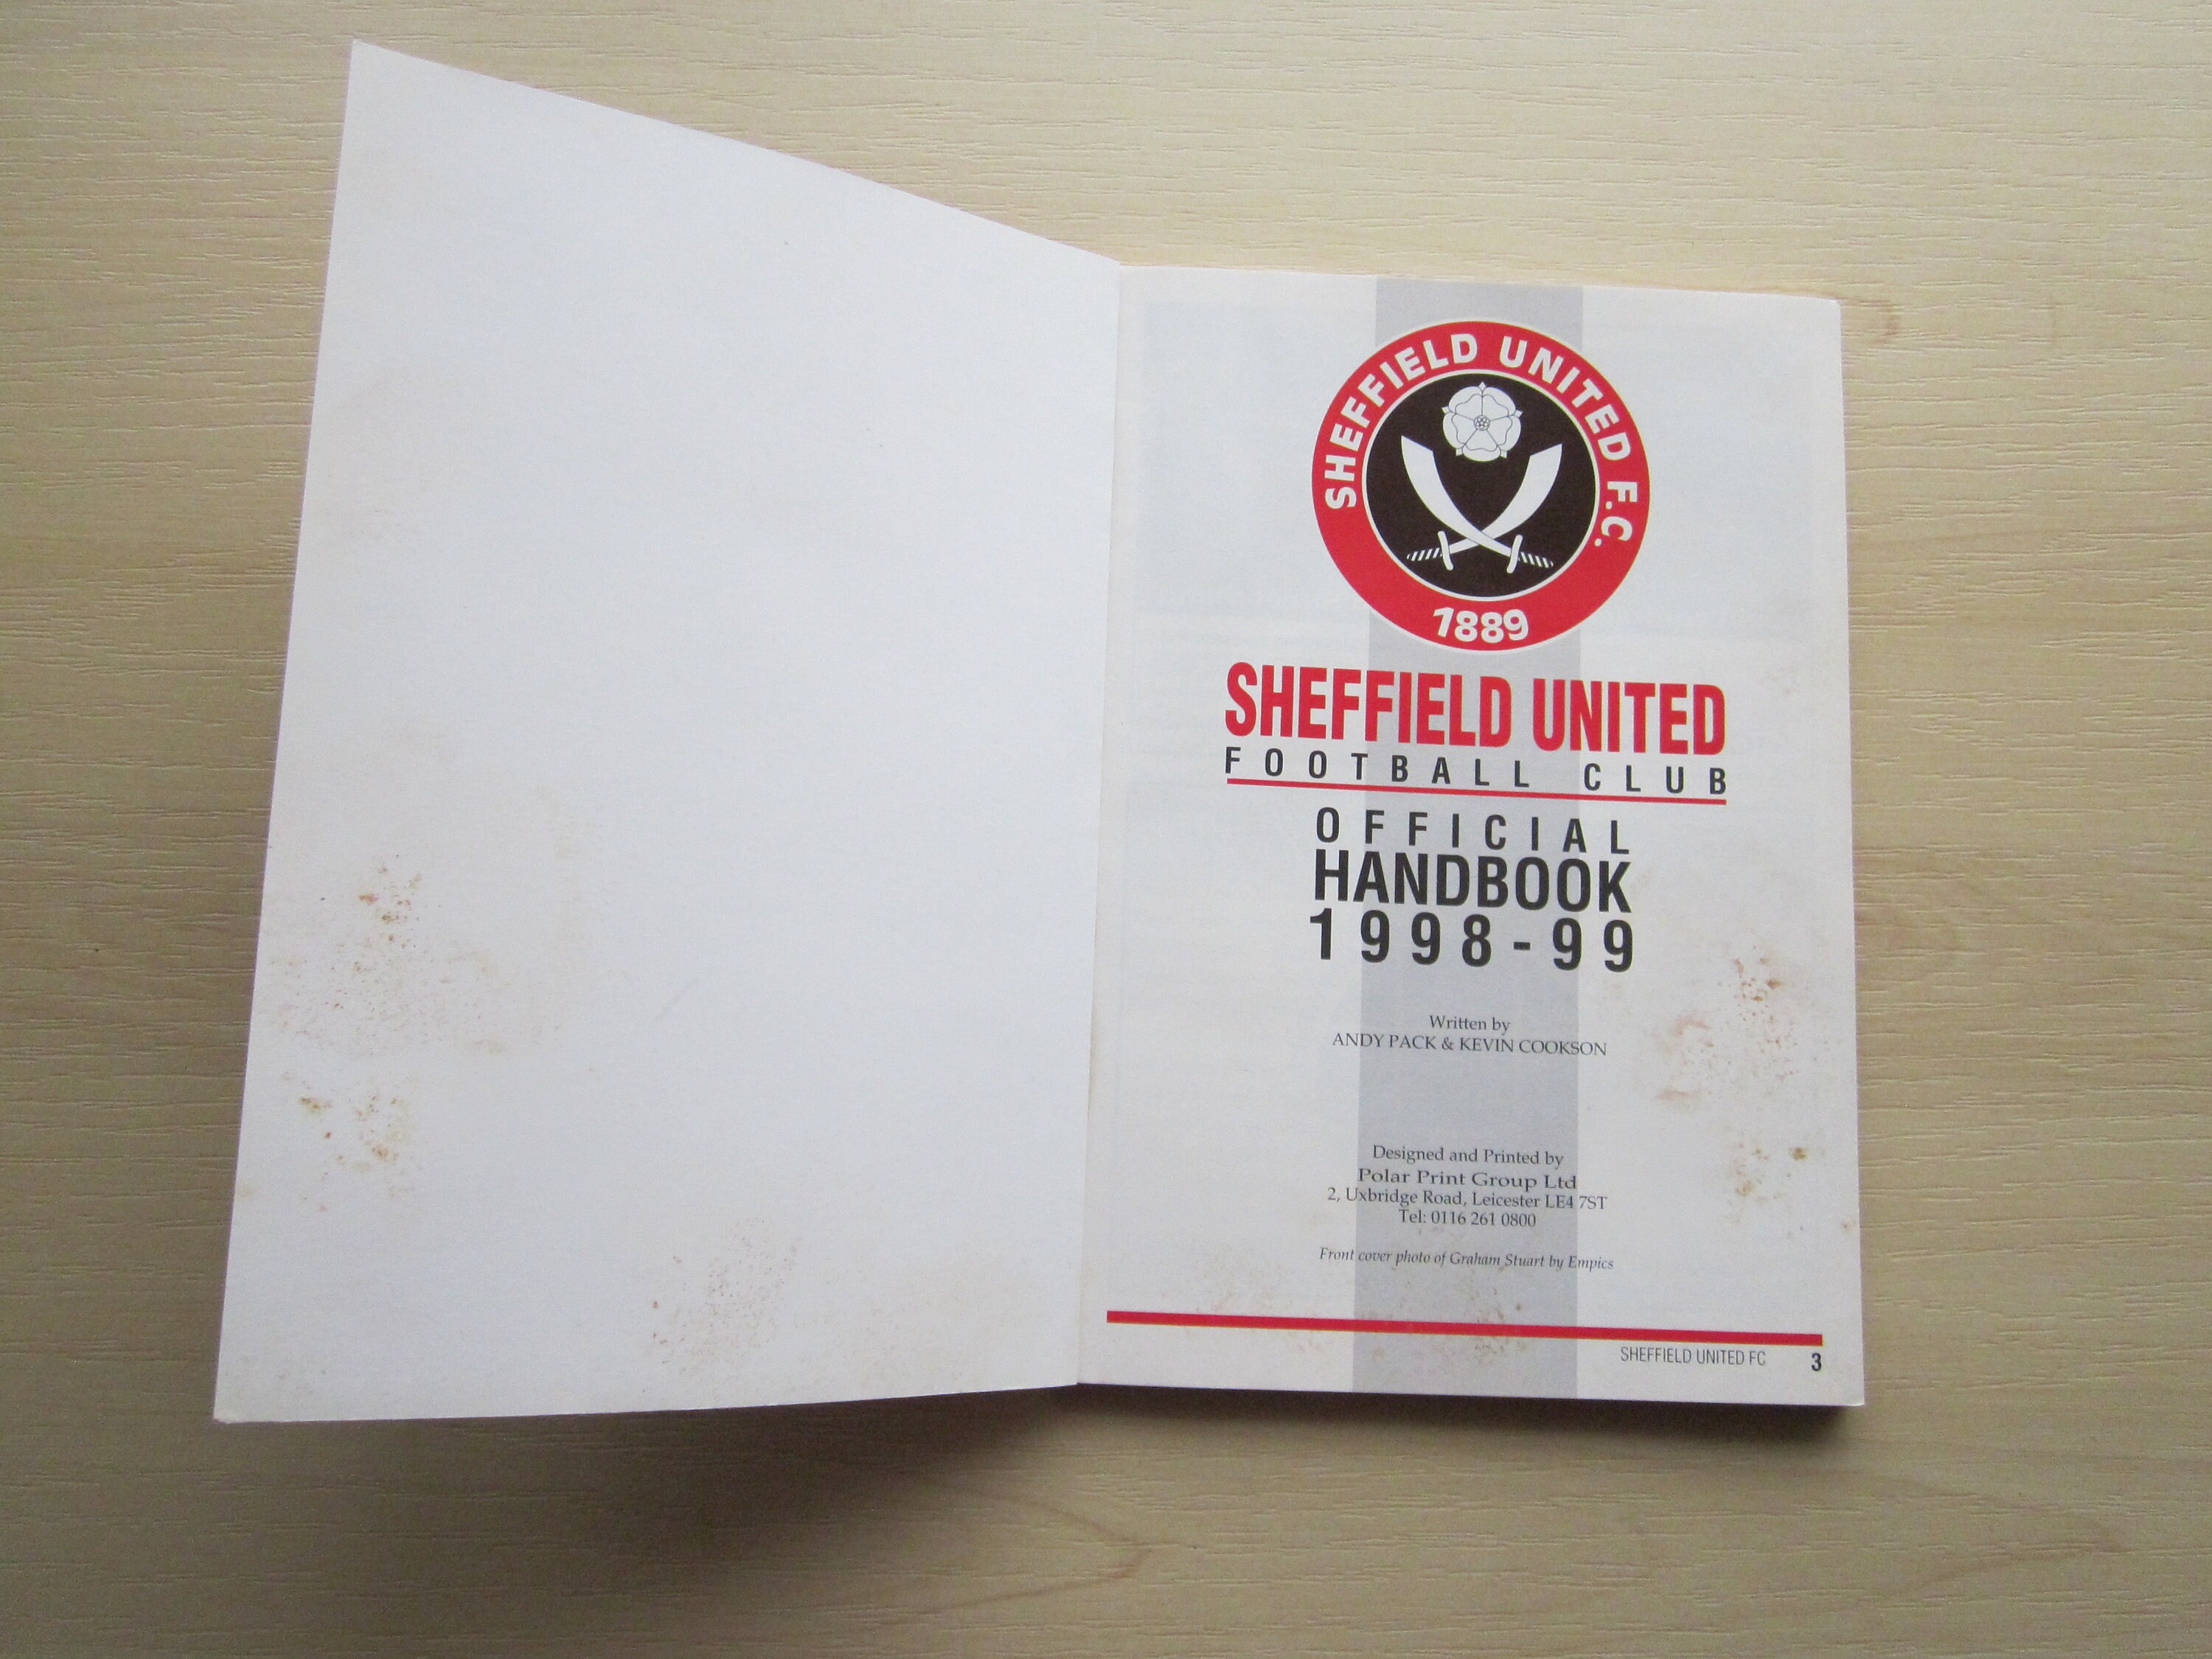 SHEFFIELD UNITED F.C.
1889
SHEFFIELD UNITED
FOOTBALL CLUB
OFFICIAL
HANDBOOK
1998-99
Written by
ANDY PACK & KEVIN COOKSON
Designed and Printed by
Polar Print Group Ltd
2, Uxbridge Road, Leicester LE4 7ST
Tel: 0116 261 0800
Front cover photo of Graham Stuart by Empics
SHEFFIELD UNITED FC 3